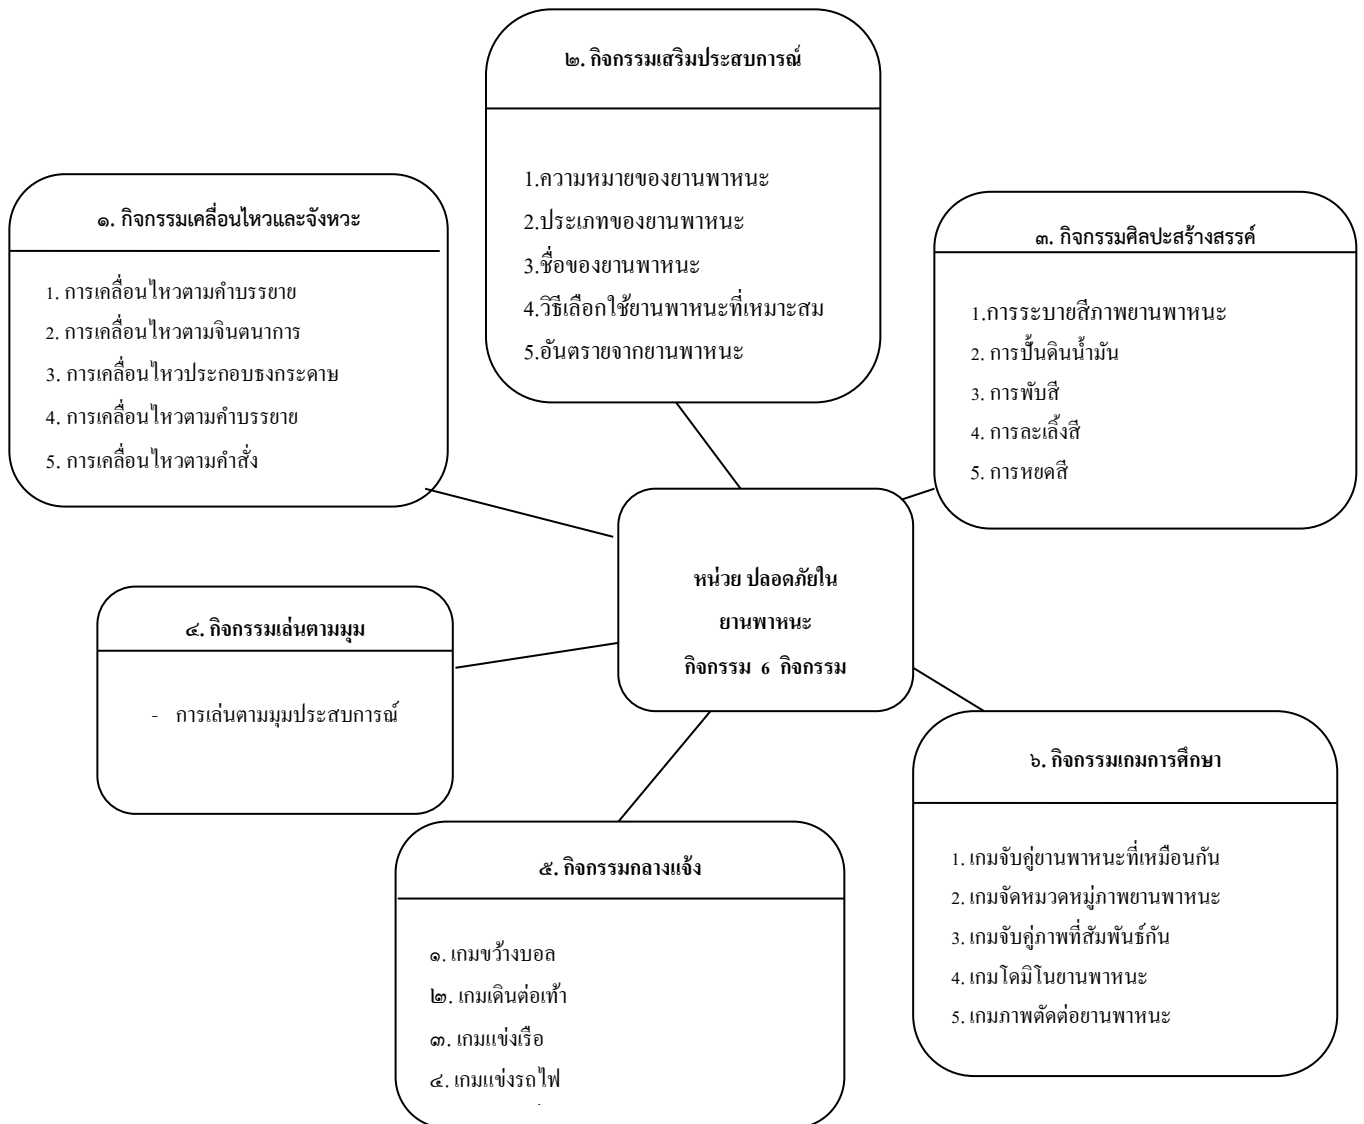 ๒. กิจกรรมเสริมประสบการณ์
1.ความหมายของยานพาหนะ
2.ประเภทของยานพาหนะ
3.ชื่อของยานพาหนะ
4.วิธีเลือกใช้ยานพาหนะที่เหมาะสม
5.อันตรายจากยานพาหนะ
๑. กิจกรรมเคลื่อนไหวและจังหวะ
1. การเคลื่อนไหวตามคำบรรยาย
2. การเคลื่อนไหวตามจินตนาการ
3. การเคลื่อนไหวประกอบธงกระดาษ
4. การเคลื่อนไหวตามคำบรรยาย
5. การเคลื่อนไหวตามคำสั่ง
๓. กิจกรรมศิลปะสร้างสรรค์
1.การระบายสีภาพยานพาหนะ
2. การปั้นดินน้ำมัน
3. การพับสี
4. การละเลิ้งสี
5. การหยดสี
หน่วย ปลอดภัยใน
ยานพาหนะ
กิจกรรม 6 กิจกรรม
๔. กิจกรรมเล่นตามมุม
- การเล่นตามมุมประสบการณ์
๕. กิจกรรมกลางแจ้ง
๑. เกมขว้างบอล
๒. เกมเดินต่อเท้า
๓. เกมแข่งเรือ
๔. เกมแข่งรถไฟ
๖. กิจกรรมเกมการศึกษา
1. เกมจับคู่ยานพาหนะที่เหมือนกัน
2. เกมจัดหมวดหมู่ภาพยานพาหนะ
3. เกมจับคู่ภาพที่สัมพันธ์กัน
4. เกมโดมิโนยานพาหนะ
5. เกมภาพตัดต่อยานพาหนะ